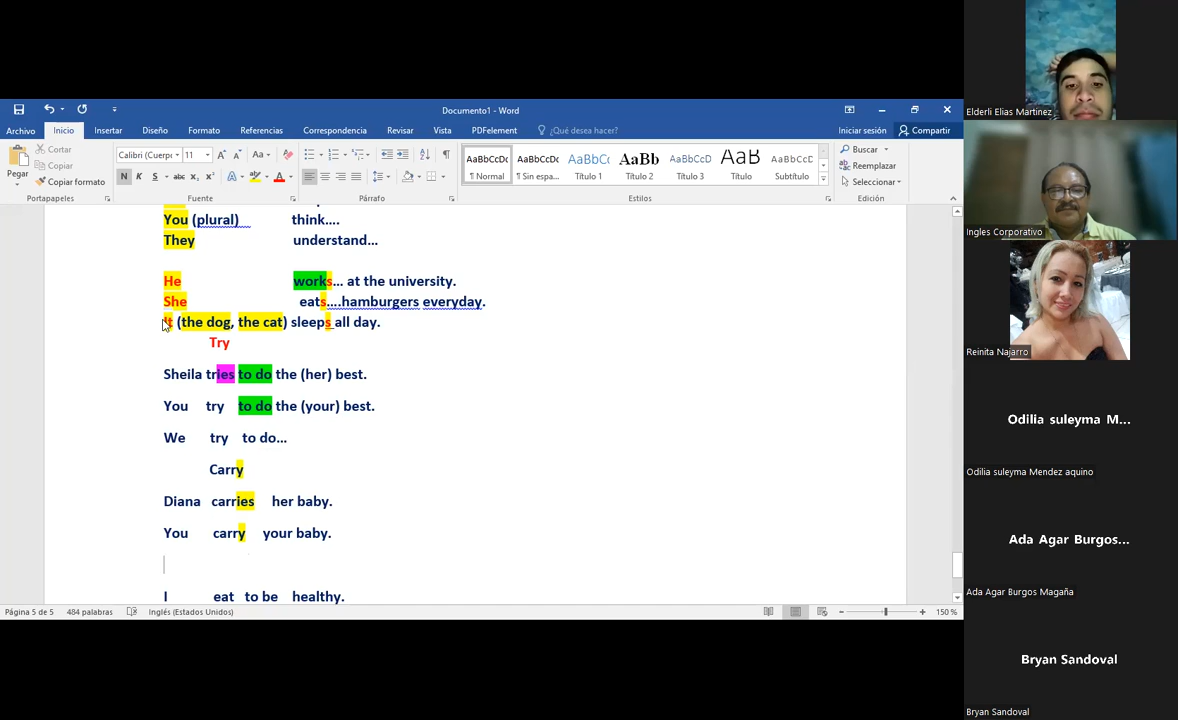 Documento1 - Word
Archivo Inicio Insertar Diseño Formato Referencias Correspondencia Revisar Vista PDFelement ¿Qué desea hacer? Iniciar sesión Compartir
Pegar
Cortar
Copiar
Copiar formato
Calibri (Cuerpo 11
N K S abc x₂ x²
Aa
AaBbCcDc AaBbCcDc AaBbC AaBb AaBbCcD AaB AaBbCcD
¶ Normal ¶ Sin espa... Título 1 Título 2 Título 3 Título Subtítulo
Buscar
Reemplazar
Seleccionar
Portapapeles Fuente Párrafo Estilos Edición
You (plural) think....
They understand...
He works... at the university.
She eats....hamburgers everyday.
It (the dog, the cat) sleeps all day.
Try
Sheila tries to do the (her) best.
You try to do the (your) best.
We try to do...
Carry
Diana carries her baby.
You carry your baby.
I eat to be healthy.
Página 5 de 5 484 palabras Inglés (Estados Unidos) 150 %
Elderli Elias Martinez
Ingles Corporativo
Reinita Najarro
Odilia suleyma M...
Odilia suleyma Mendez aquino
Ada Agar Burgos...
Ada Agar Burgos Magaña
Bryan Sandoval
Bryan Sandoval